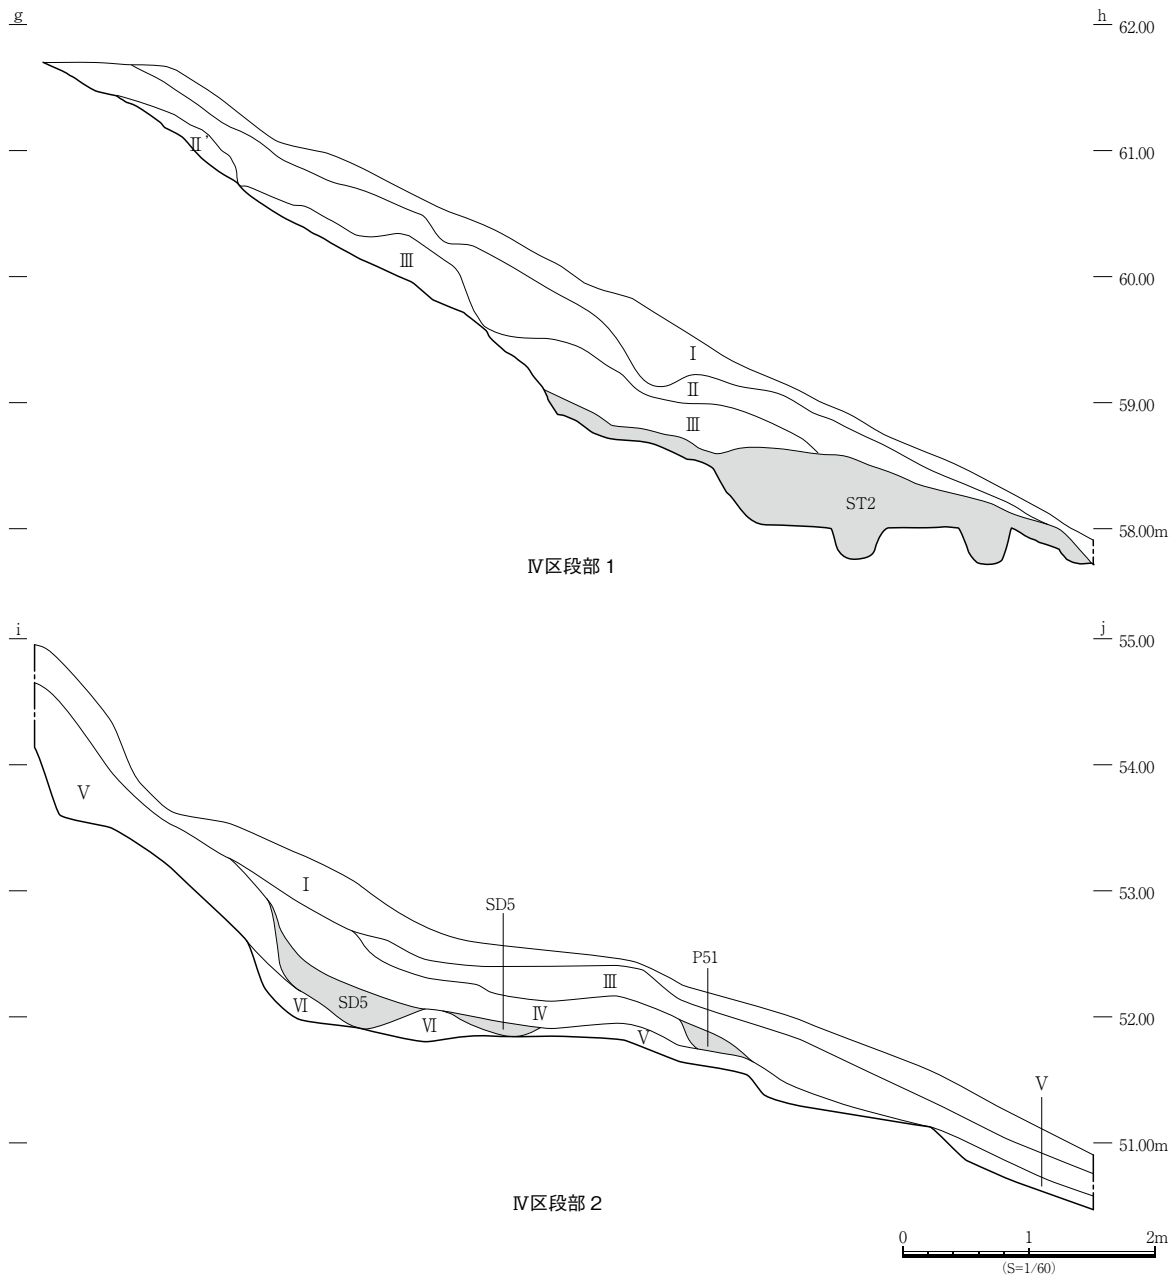 g h
62.00
61.00
60.00
59.00
58.00m
Ⅱ'
Ⅲ
Ⅰ
Ⅱ
Ⅲ
ST2
Ⅳ区段部1
i j
55.00
54.00
53.00
52.00
51.00m
Ⅴ
Ⅰ
SD5
P51
Ⅲ
Ⅵ
SD5
Ⅵ
Ⅳ
Ⅴ
Ⅴ
Ⅳ区段部2
0 1 2m
(S=1/60)